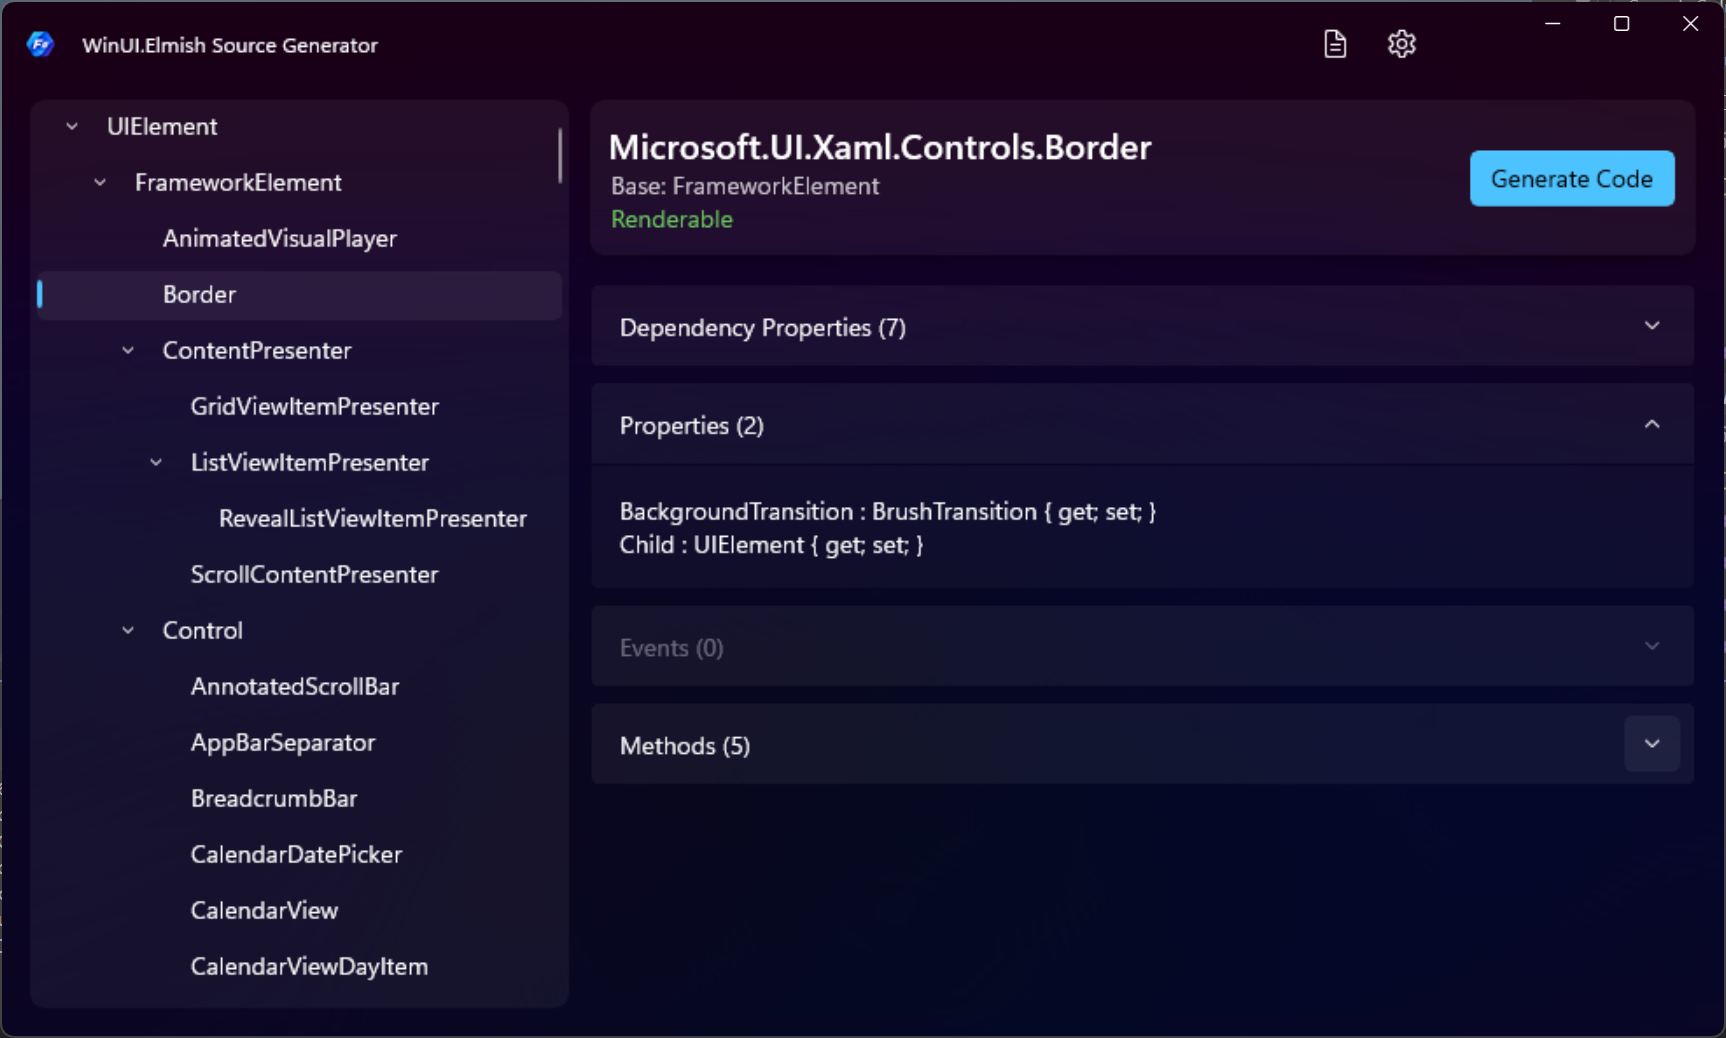 WinUI.Elmish Source Generator
UIElement
FrameworkElement
AnimatedVisualPlayer
Border
ContentPresenter
GridViewItemPresenter
ListViewItemPresenter
RevealListViewItemPresenter
ScrollContentPresenter
Control
AnnotatedScrollBar
AppBarSeparator
BreadcrumbBar
CalendarDatePicker
CalendarView
CalendarViewDayItem
Microsoft.UI.Xaml.Controls.Border
Base: FrameworkElement
Renderable
Generate Code
Dependency Properties (7)
Properties (2)
BackgroundTransition : BrushTransition { get; set; }
Child : UIElement { get; set; }
Events (0)
Methods (5)